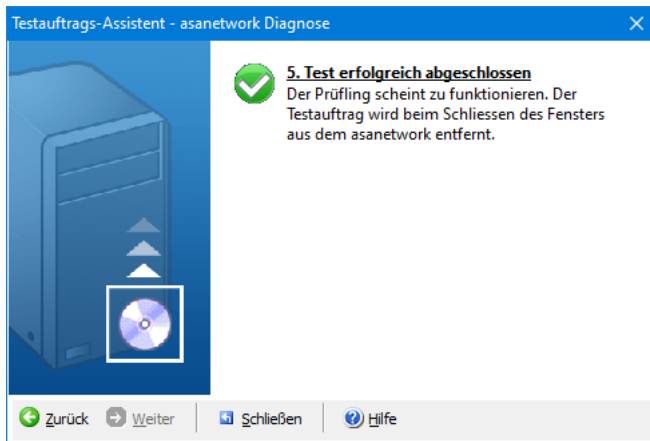 Testauftrags-Assistent - asanetwork Diagnose
5. Test erfolgreich abgeschlossen
Der Prüfling scheint zu funktionieren. Der
Testauftrag wird beim Schliessen des Fensters
aus dem asanetwork entfernt.
Zurück Weiter Schließen Hilfe